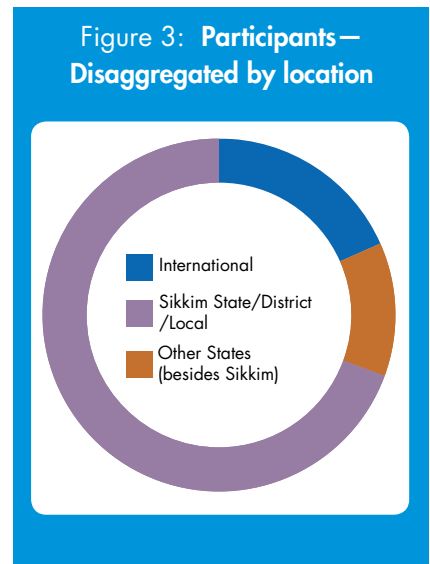 Figure 3: Participants—
Disaggregated by location
International
Sikkim State/District
/Local
Other States
(besides Sikkim)